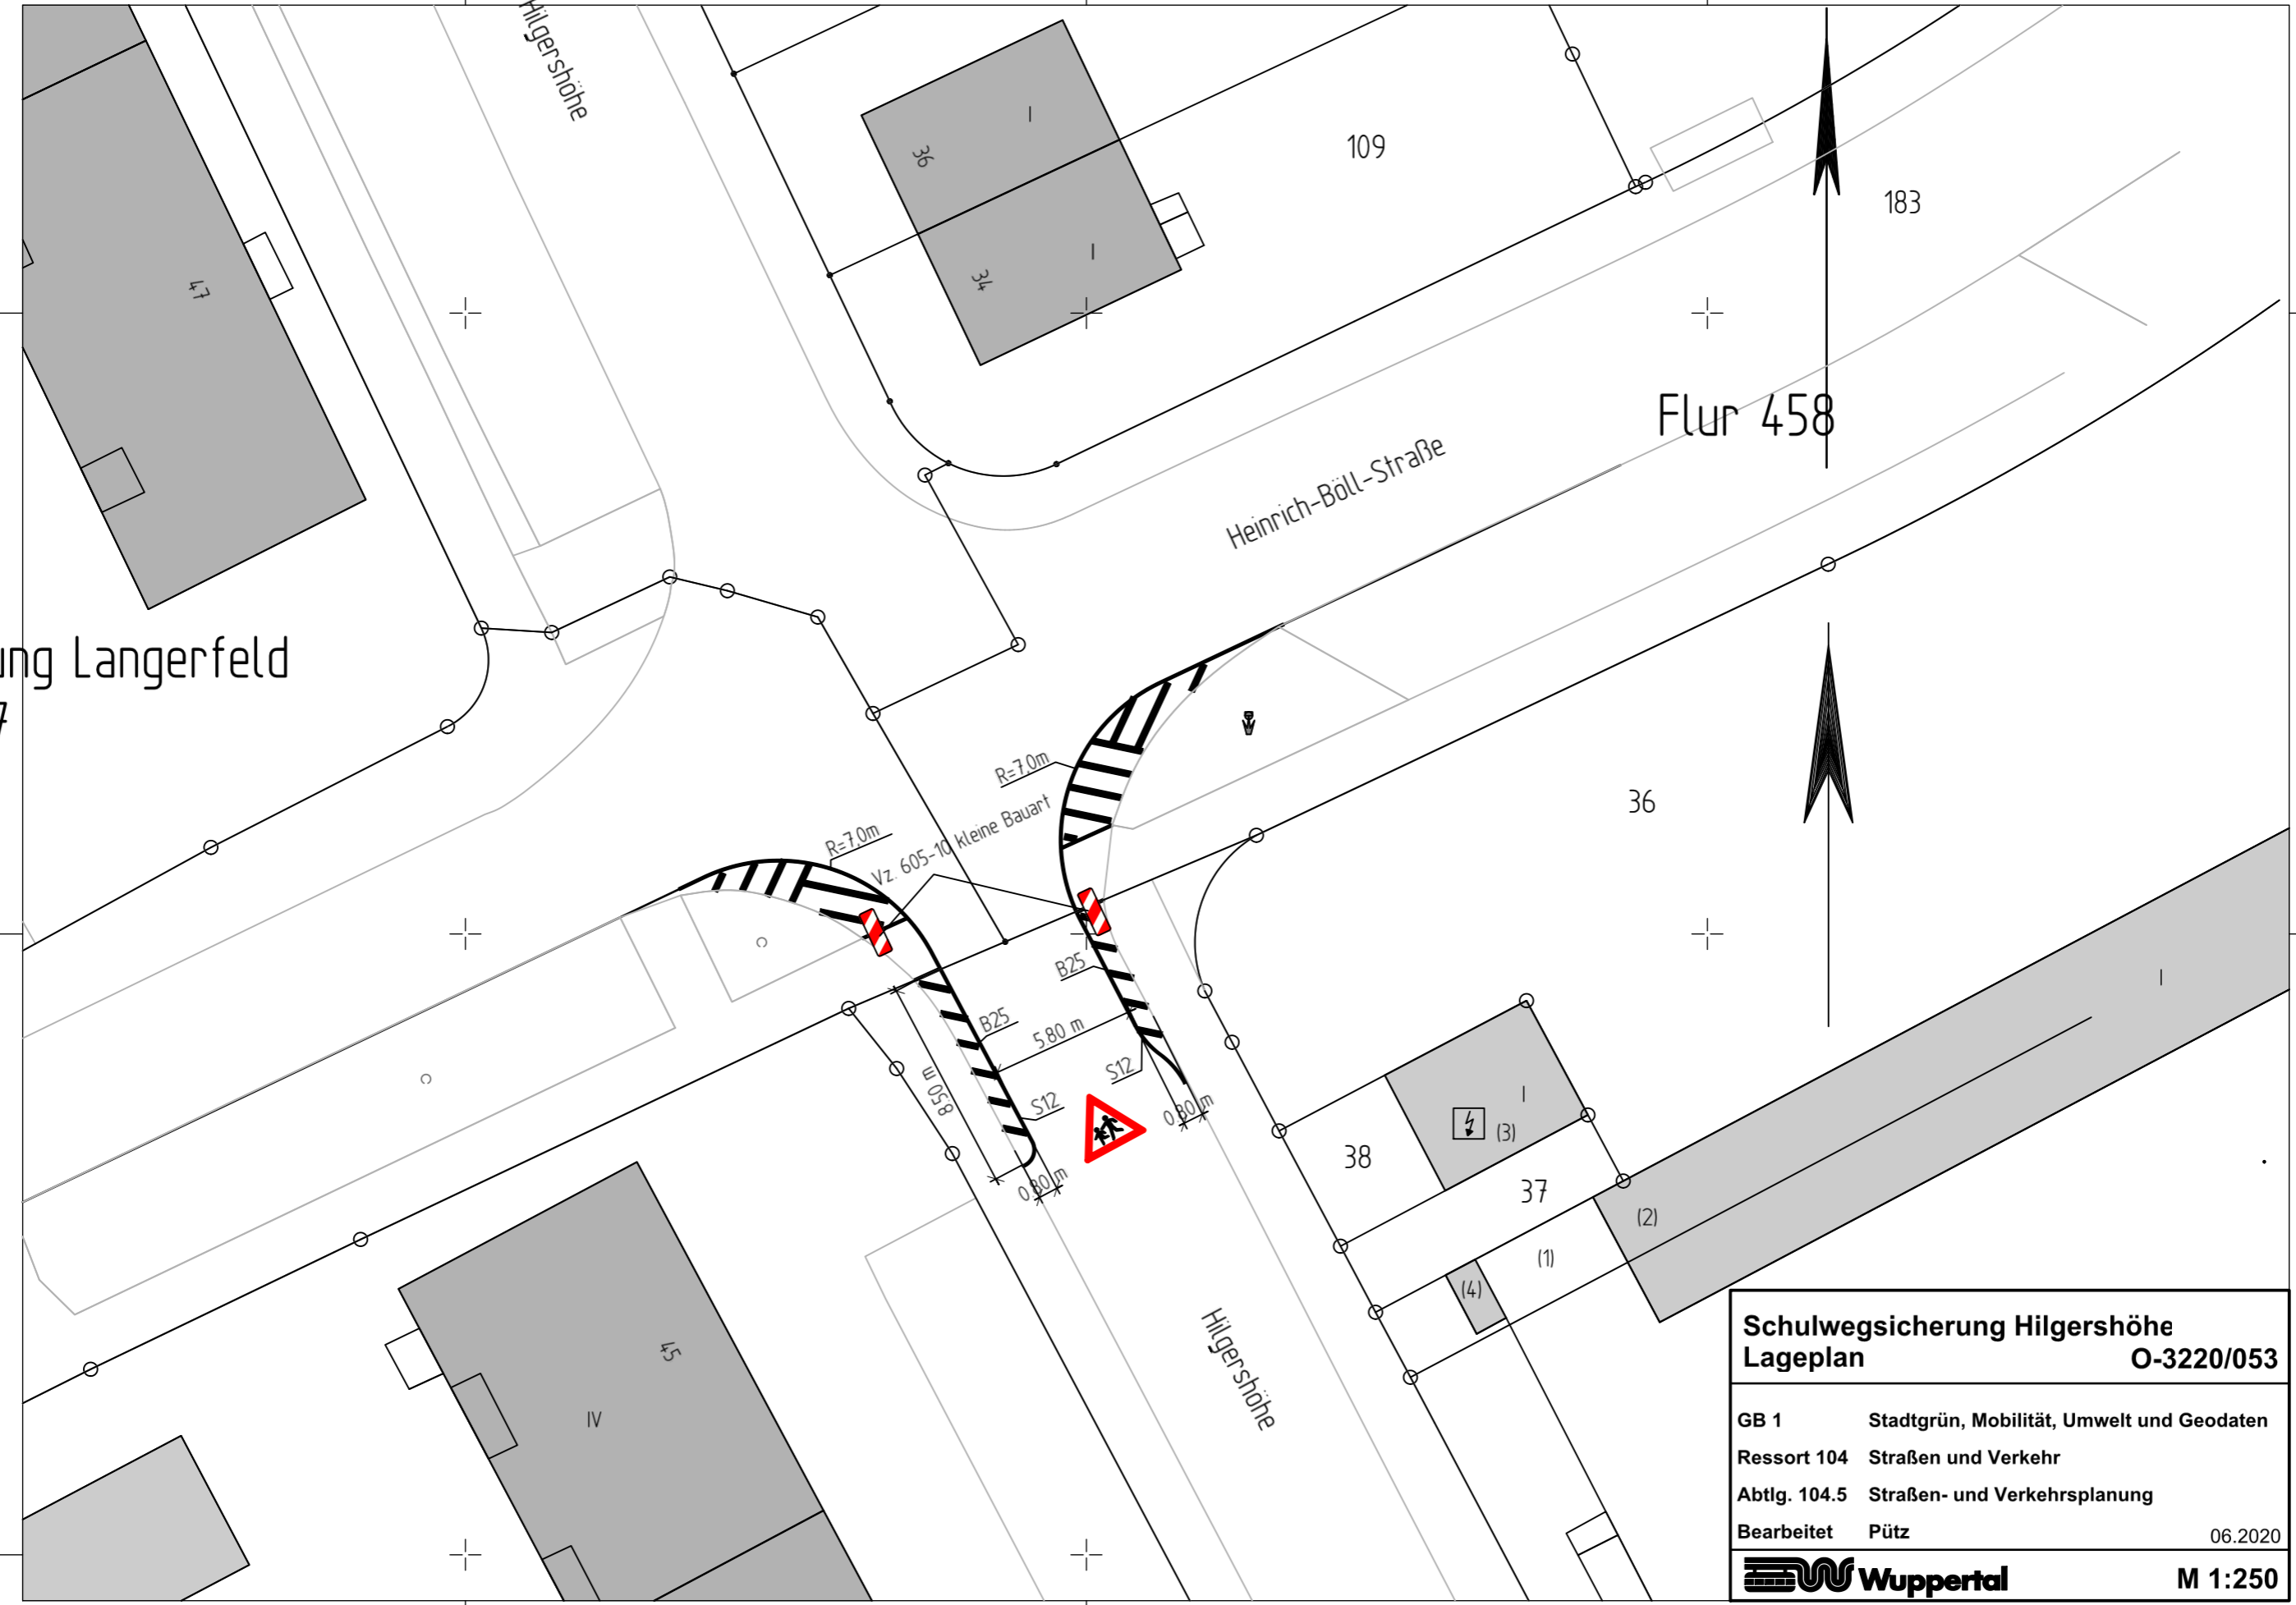 Hilgershöhe
36
I
109
183
34
I
47
Flur 458
Heinrich-Böll-Straße
ung Langerfeld
7
R=7,0m
Vz. 605-10 kleine Bauart
R=7,0m
36
B25
B25
5.80 m
8.50 m
S12
S12
0.80 m
0.80 m
I
I
(3)
38
37
(2)
(1)
(4)
45
IV
Hilgershöhe
Schulwegsicherung Hilgershöhe
Lageplan O-3220/053
GB 1 Stadtgrün, Mobilität, Umwelt und Geodaten
Ressort 104 Straßen und Verkehr
Abtlg. 104.5 Straßen- und Verkehrsplanung
Bearbeitet Pütz 06.2020
Wuppertal M 1:250